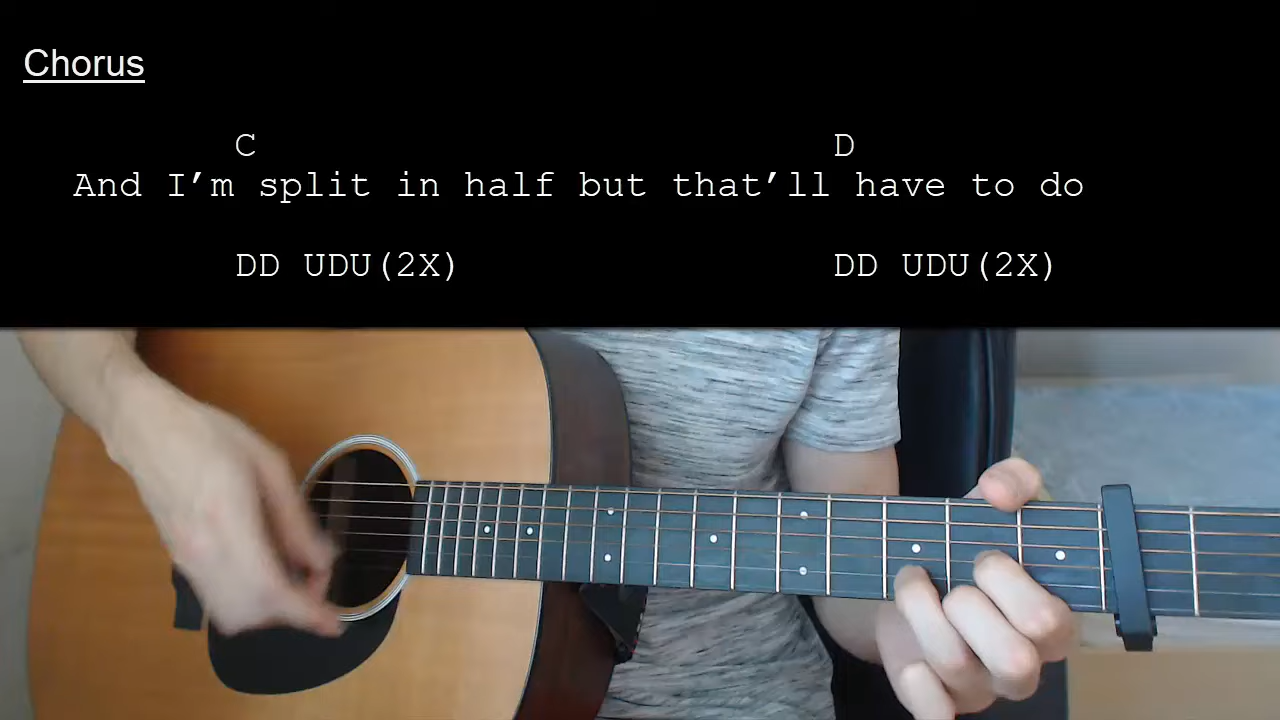 Chorus
C D
And I’m split in half but that’ll have to do
DD UDU(2X) DD UDU(2X)